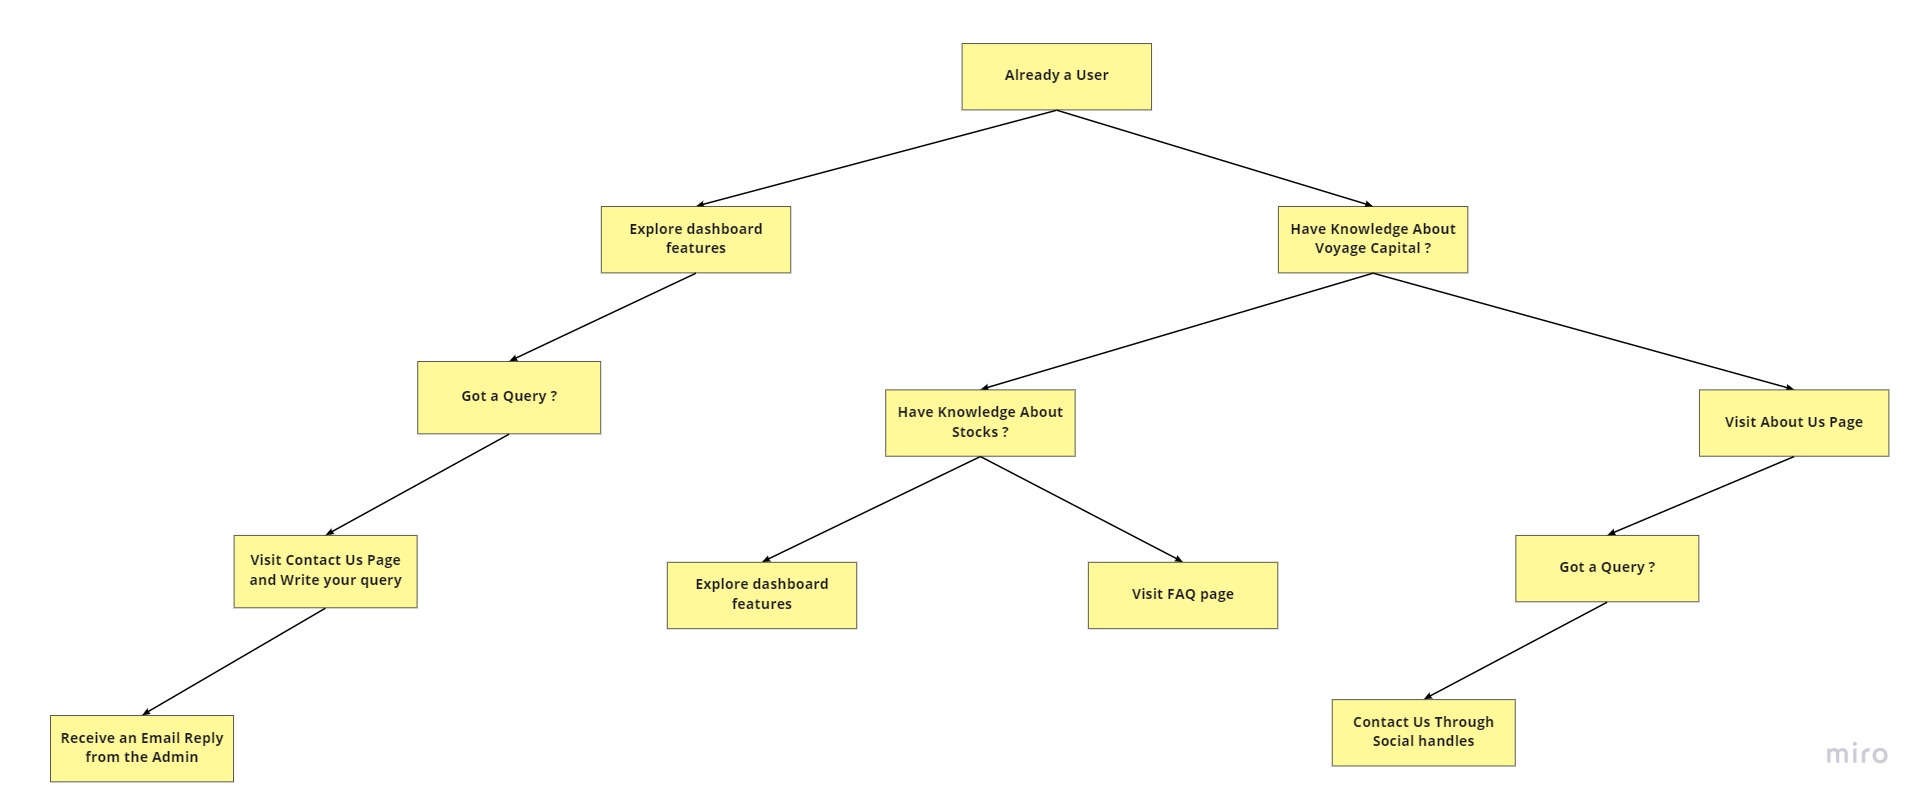 Already a User
Explore dashboard
features
Have Knowledge About
Voyage Capital ?
Got a Query ?
Have Knowledge About
Stocks ?
Visit About Us Page
Visit Contact Us Page
and Write your query
Explore dashboard
features
Visit FAQ page
Got a Query ?
Receive an Email Reply
from the Admin
Contact Us Through
Social handles
miro